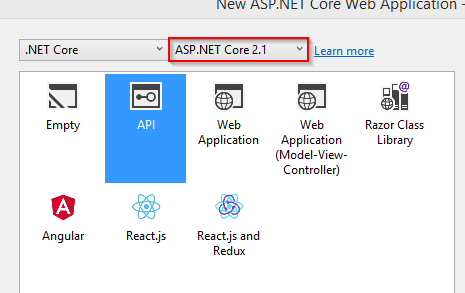 New ASP.NET Core Web Application -
.NET Core
ASP.NET Core 2.1
Learn more
Empty
API
Web
Application
Web
Application
(Model-View-
Controller)
Razor Class
Library
Angular
React.js
React.js and
Redux